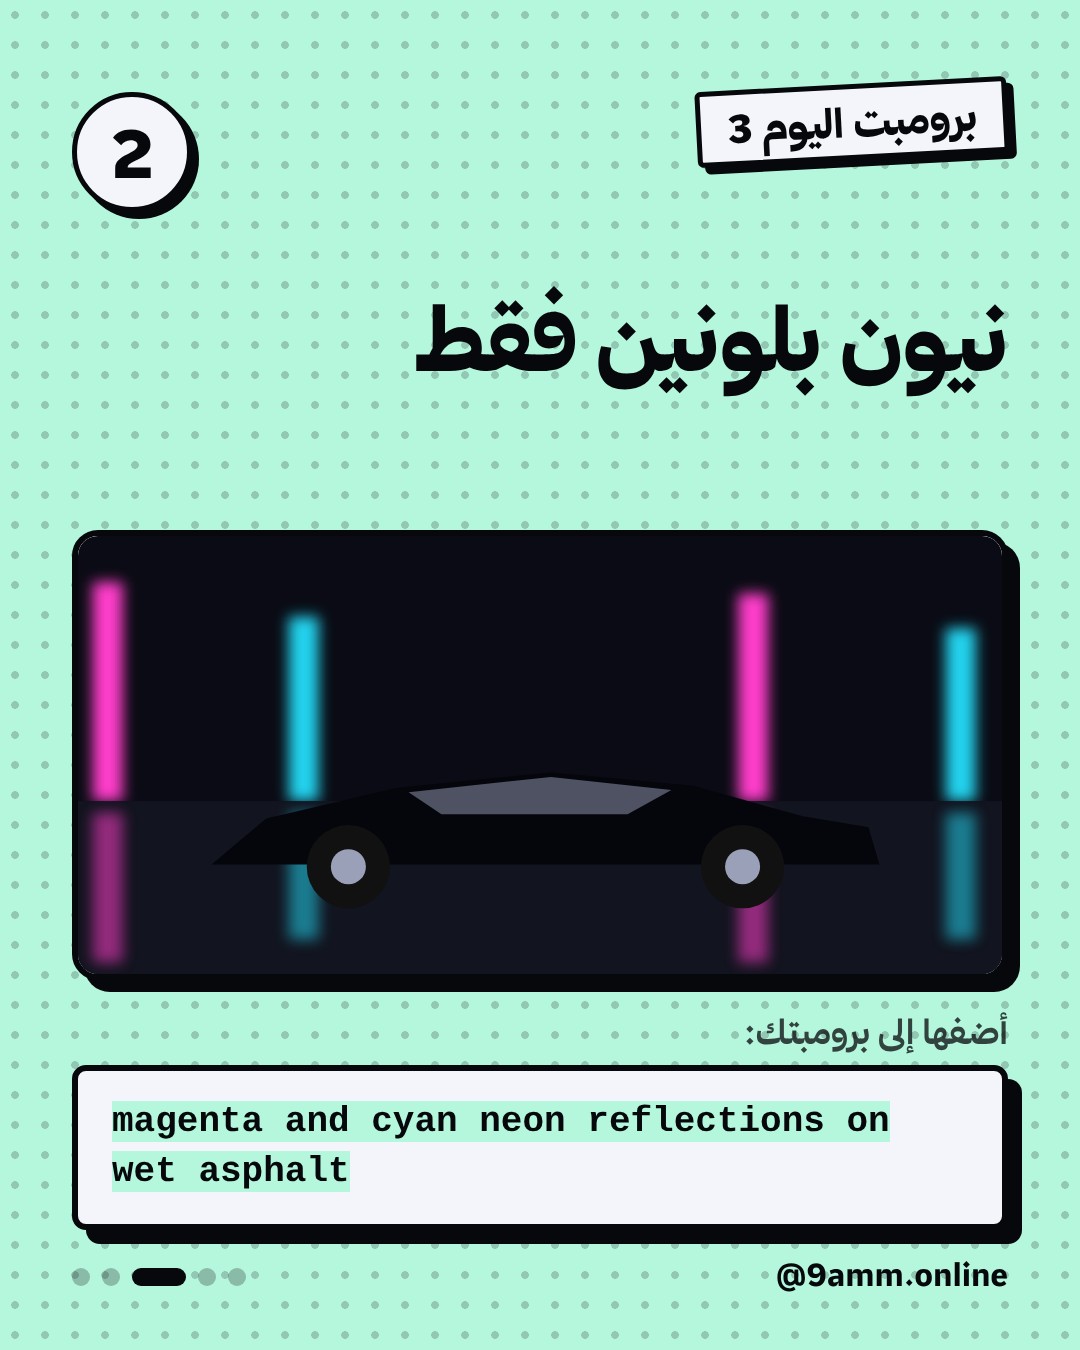 برومبت اليوم 3
2
نيون بلونين فقط
أضفها إلى برومبتك:
magenta and cyan neon reflections on
wet asphalt
@9amm.online